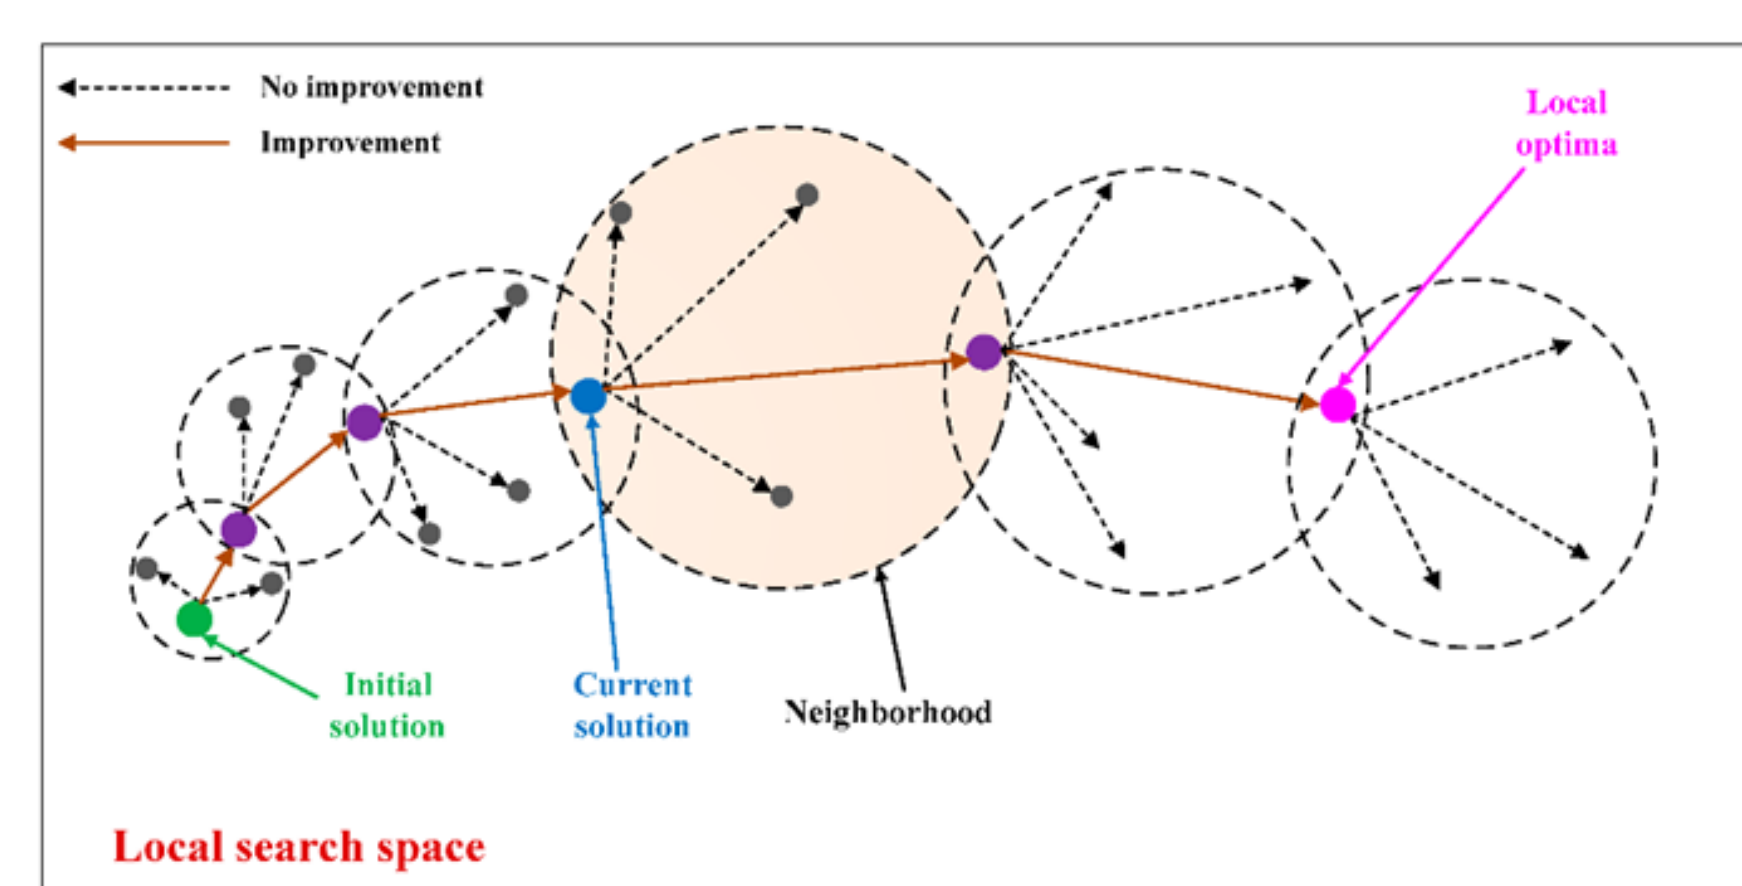 No improvement
Improvement
Local
optima
Initial
solution
Current
solution
Neighborhood
Local search space